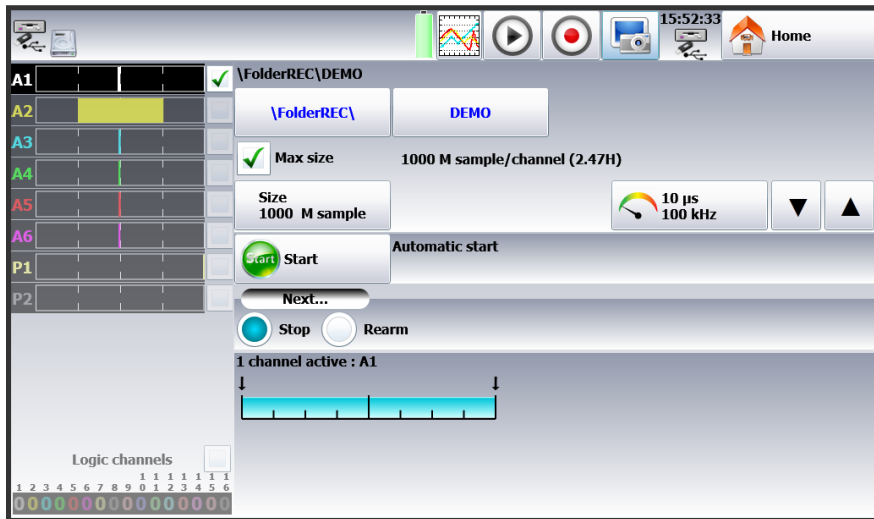 15:52:33
Home
A1
\FolderREC\DEMO
A2
\FolderREC\ DEMO
A3
Max size 1000 M sample/channel (2.47H)
A4
A5
Size
1000 M sample
10 µs
100 kHz
A6
Automatic start
Start Start
P1
P2
Next...
Stop Rearm
1 channel active : A1
Logic channels
1 1 1 1 1 1 1
1 2 3 4 5 6 7 8 9 0 1 2 3 4 5 6
0 0 0 0 0 0 0 0 0 0 0 0 0 0 0 0